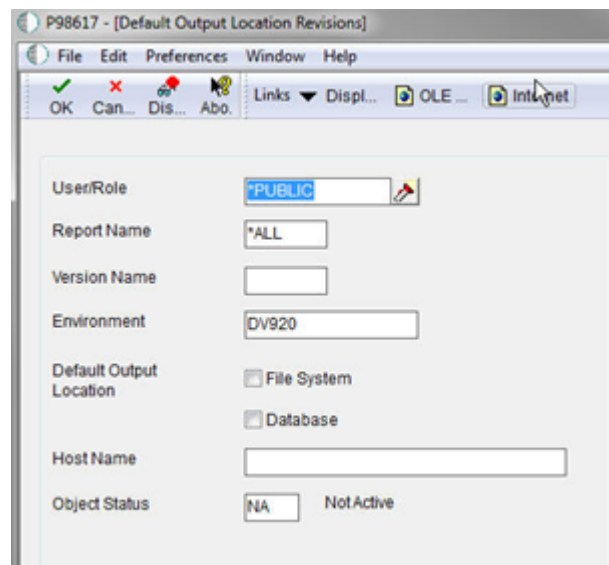 P98617 - [Default Output Location Revisions]
File Edit Preferences Window Help
OK Can... Dis... Abo. Links Displ... OLE ... Internet
User/Role *PUBLIC
Report Name *ALL
Version Name
Environment DV920
Default Output
Location
File System
Database
Host Name
Object Status NA Not Active